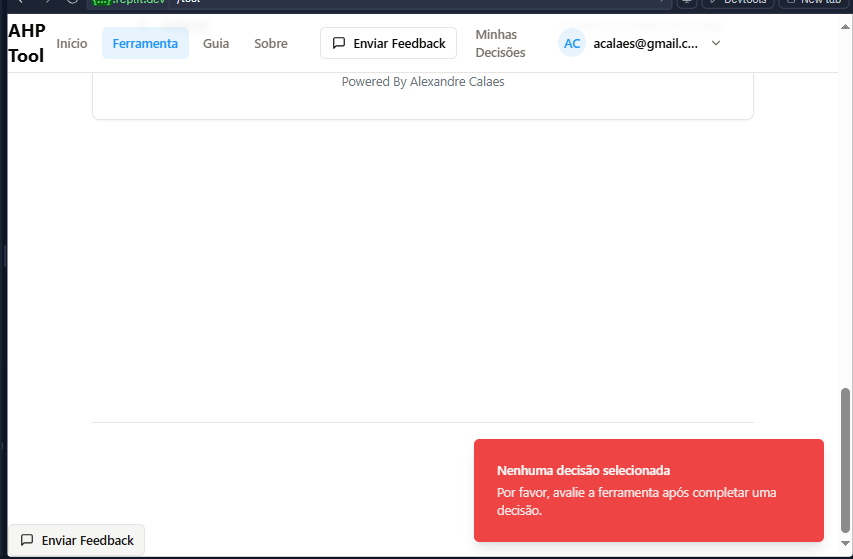 {...}.replit.dev /tool
Devtools
New tab
AHP
Tool
Início
Ferramenta
Guia
Sobre
Enviar Feedback
Minhas
Decisões
AC
acalaes@gmail.c...
Powered By Alexandre Calaes
Nenhuma decisão selecionada
Por favor, avalie a ferramenta após completar uma
decisão.
Enviar Feedback